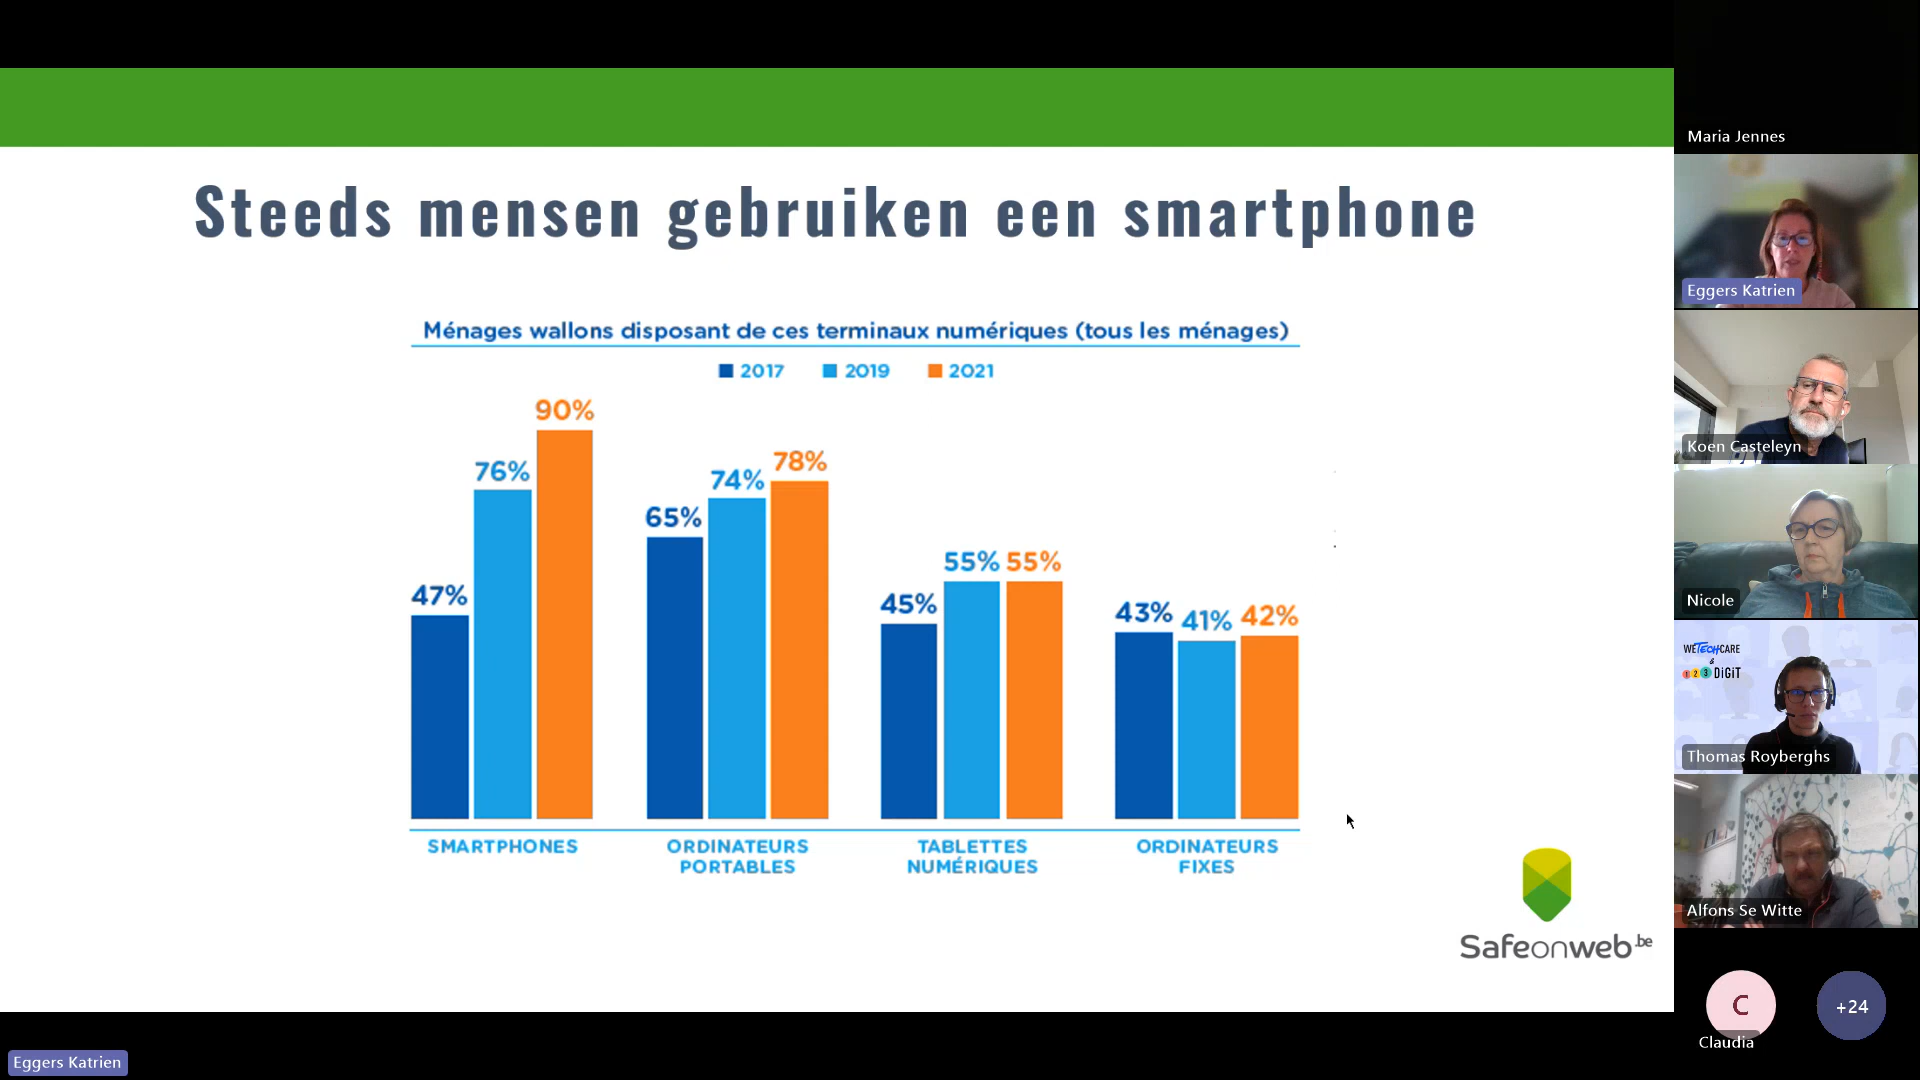 Steeds mensen gebruiken een smartphone
Ménages wallons disposant de ces terminaux numériques (tous les ménages)
2017 2019 2021
47% 76% 90%
65% 74% 78%
45% 55% 55%
43% 41% 42%
SMARTPHONES
ORDINATEURS
PORTABLES
TABLETTES
NUMÉRIQUES
ORDINATEURS
FIXES
Safeonweb.be
Eggers Katrien
Maria Jennes
Eggers Katrien
Koen Casteleyn
Nicole
WETECHCARE
&
1 2 3 DIGIT
Thomas Royberghs
Alfons Se Witte
C
Claudia
+24